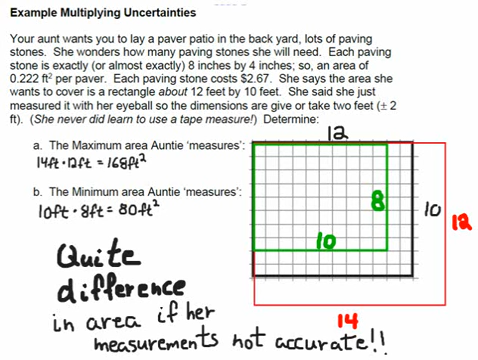 Example Multiplying Uncertainties
Your aunt wants you to lay a paver patio in the back yard, lots of paving
stones. She wonders how many paving stones she will need. Each paving
stone is exactly (or almost exactly) 8 inches by 4 inches; so, an area of
0.222 ft² per paver. Each paving stone costs $2.67. She says the area she
wants to cover is a rectangle about 12 feet by 10 feet. She said she just
measured it with her eyeball so the dimensions are give or take two feet (± 2
ft). (She never did learn to use a tape measure!) Determine:
a. The Maximum area Auntie ‘measures’:
14ft · 12ft = 168ft²
b. The Minimum area Auntie ‘measures’:
10ft · 8ft = 80ft²
12
8
10
10
12
14
Quite
difference
in area if her
measurements not accurate!!